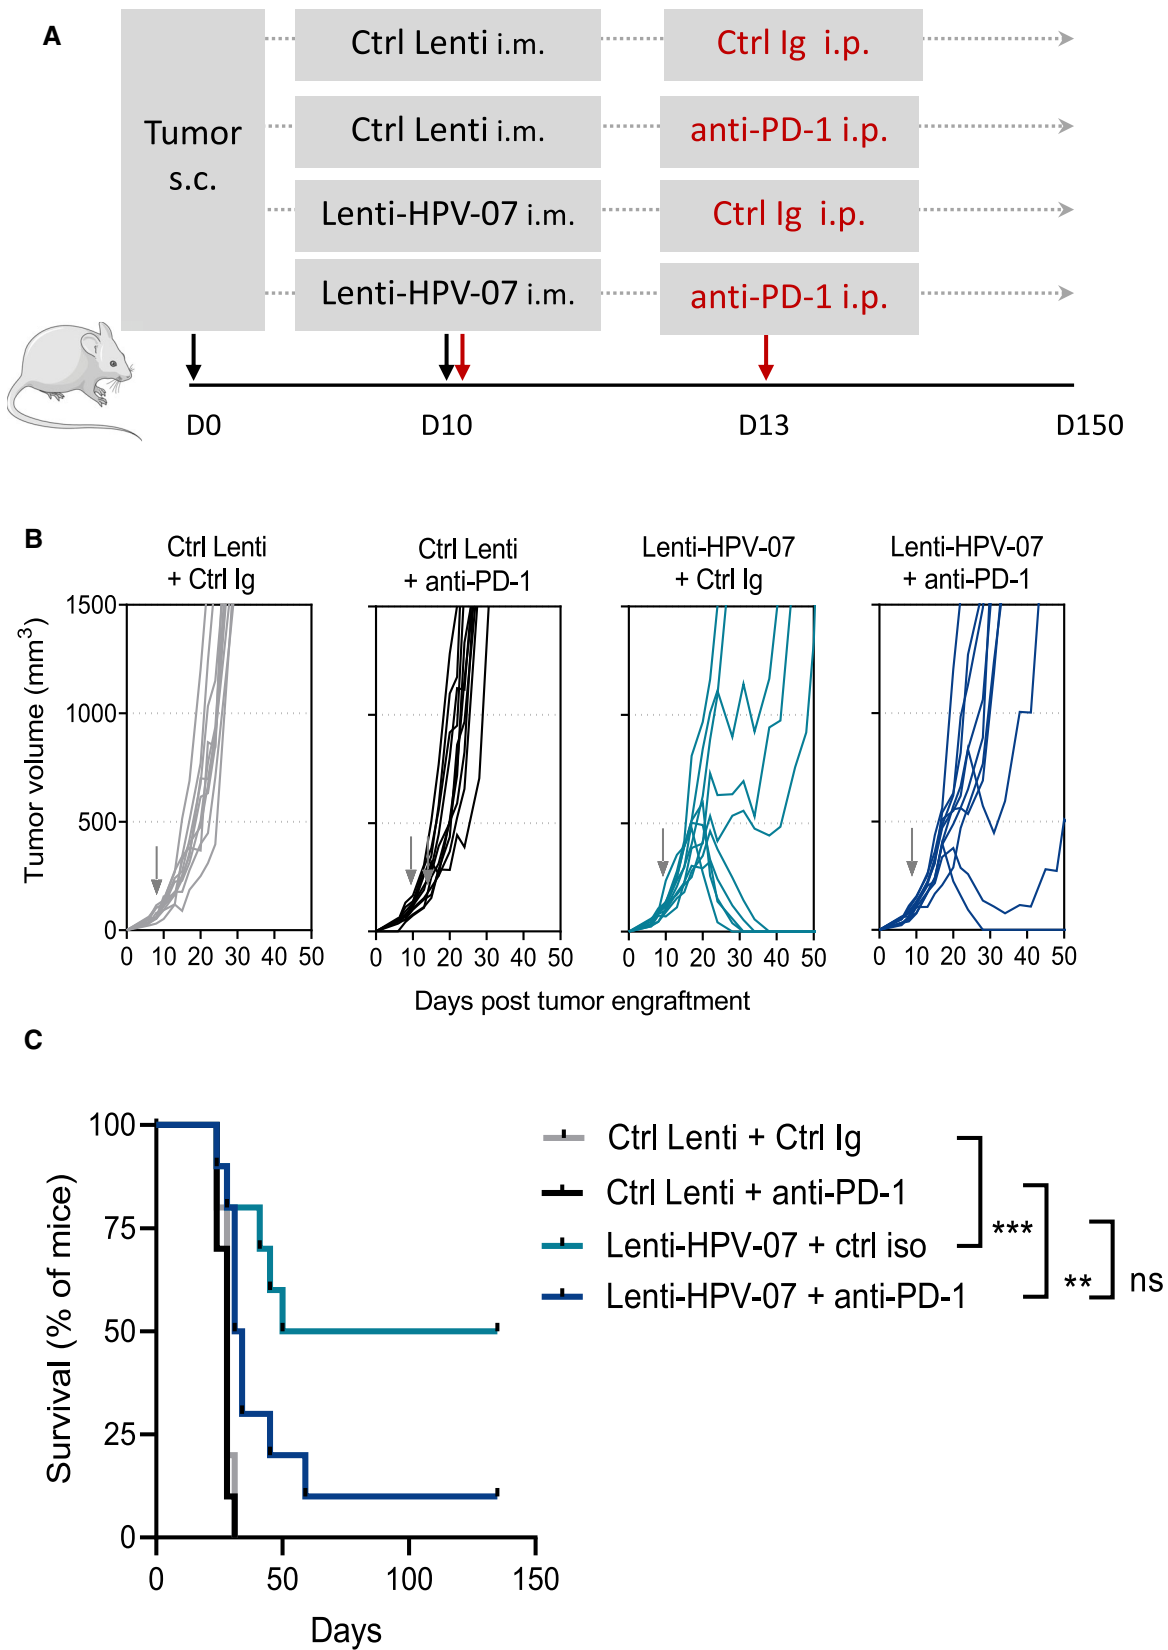 A
Tumor
s.c.
Ctrl Lenti i.m.
Ctrl Ig i.p.
Ctrl Lenti i.m.
anti-PD-1 i.p.
Lenti-HPV-07 i.m.
Ctrl Ig i.p.
Lenti-HPV-07 i.m.
anti-PD-1 i.p.
D0
D10
D13
D150
B
Ctrl Lenti
+ Ctrl Ig
Ctrl Lenti
+ anti-PD-1
Lenti-HPV-07
+ Ctrl Ig
Lenti-HPV-07
+ anti-PD-1
Tumor volume (mm³)
1500
1000
500
0
0 10 20 30 40 50
0 10 20 30 40 50
0 10 20 30 40 50
0 10 20 30 40 50
Days post tumor engraftment
C
Survival (% of mice)
100
75
50
25
0
0 50 100 150
Days
Ctrl Lenti + Ctrl Ig
Ctrl Lenti + anti-PD-1
Lenti-HPV-07 + ctrl iso
Lenti-HPV-07 + anti-PD-1
***
**
ns